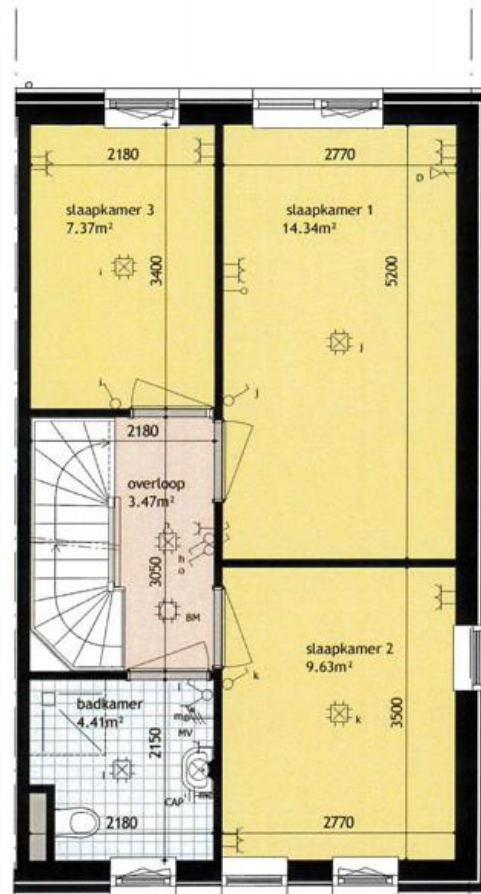 2180
2770
D
slaapkamer 3
7.37m²
slaapkamer 1
14.34m²
i
3400
5200
j
i
j
2180
overloop
3.47m²
h
h
o
3050
BM
slaapkamer 2
9.63m²
k
badkamer
4.41m²
l
MV
2150
3500
k
l
CAP
mc
2180
2770